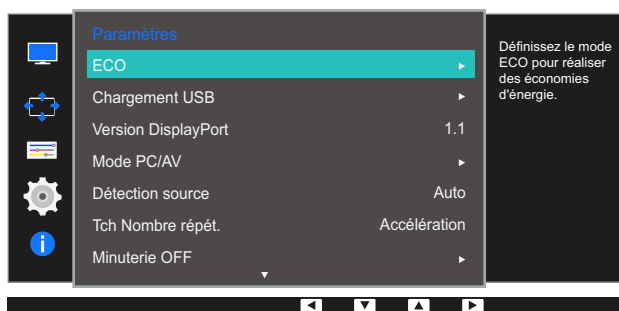 Paramètres
ECO
Chargement USB
Version DisplayPort 1.1
Mode PC/AV
Détection source Auto
Tch Nombre répét. Accélération
Minuterie OFF
Définissez le mode
ECO pour réaliser
des économies
d'énergie.